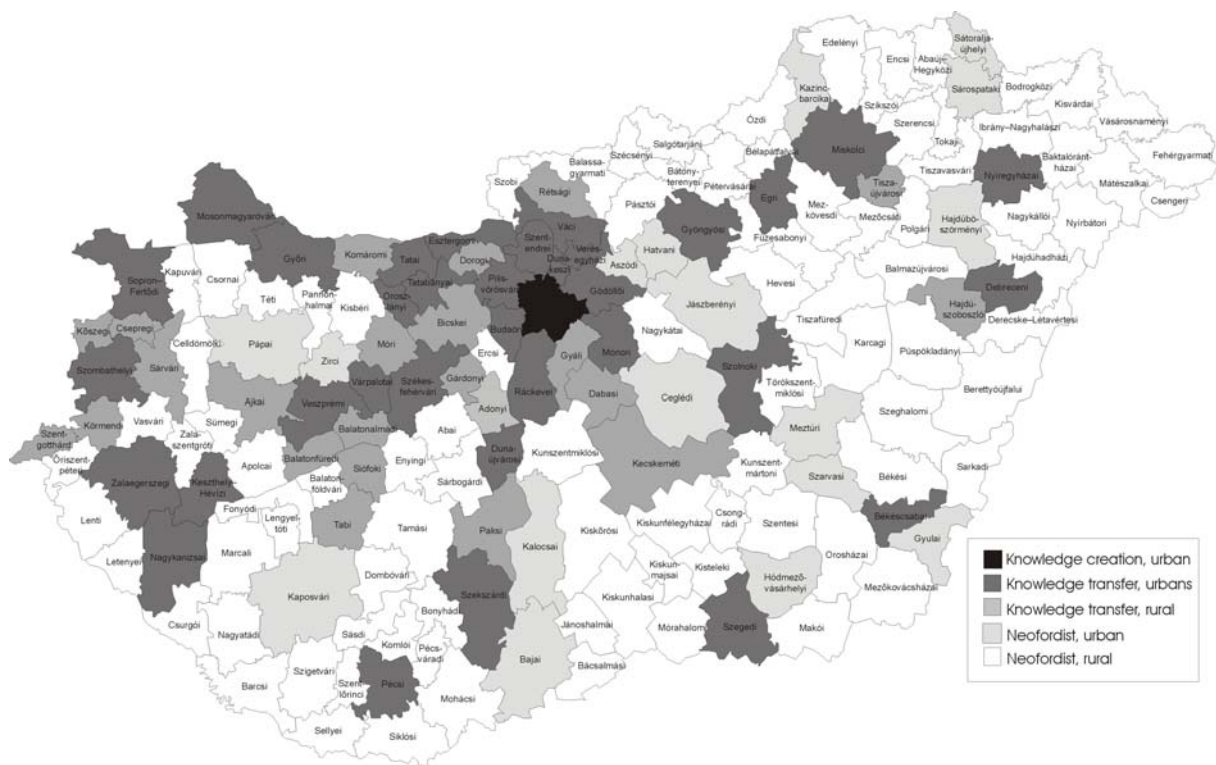 Edelényi
Encsi
Abaúj–
Hegyközi
Sátoralja-
újhelyi
Kazinc-
barcikai
Sárospataki
Bodrogközi
Kisvárdai
Vásárosnaményi
Szikszói
Szerencsi
Ózdi
Miskolci
Tokaji
Ibrány–Nagyhalászi
Fehérgyarmati
Baktalóránt-
házai
Mátészalkai
Csengeri
Nyíregyházai
Tiszavasvári
Nagykállói
Nyírbátori
Bélapátfalvai
Salgótarjáni
Szécsényi
Balassa-
gyarmati
Bátony-
terenyei
Pétervásárai
Egri
Tisza-
újvárosi
Mez-
kövesdi
Mezőcsáti
Polgári
Hajdúbö-
szörményi
Hajdúhadházi
Szobi
Rétsági
Pásztói
Gyöngyösi
Füzesabonyi
Balmazújvárosi
Debreceni
Hajdú-
szoboszlói
Derecske–Létavértesi
Mosonmagyaróvári
Győri
Komáromi
Tatai
Esztergomi
Dorogi
Szent-
endrei
Váci
Veres-
egyházi
Duna-
keszi
Aszódi
Hatvani
Hevesi
Tiszafüredi
Karcagi
Püspökladányi
Berettyóújfalui
Sopron–
Fertődi
Kapuvári
Csornai
Téti
Pannon-
halmai
Kisbéri
Tatabányai
Orosz-
lányi
Pilis-
vörösvári
Gödöllői
Jászberényi
Kőszegi
Csepregi
Celldömölki
Pápai
Zirci
Móri
Bicskei
Budaörsi
Ercsi
Gyáli
Monori
Nagykátai
Szolnoki
Törökszent-
miklósi
Szombathelyi
Sárvári
Ajkai
Veszprémi
Várpalotai
Székes-
fehérvári
Gárdonyi
Adonyi
Ráckevei
Dabasi
Ceglédi
Mezőtúri
Szeghalomi
Szent-
gotthárdi
Körmendi
Vasvári
Zala-
szentgróti
Sümegi
Balatonalmádi
Balatonfüredi
Siófoki
Enyingi
Abai
Sárbogárdi
Duna-
újvárosi
Kunszentmiklósi
Kecskeméti
Kunszent-
mártoni
Szarvasi
Békési
Sarkadi
Őriszent-
péteri
Zalaegerszegi
Keszthely–
Hévízi
Apolcai
Fonyódi
Lengyel-
tóti
Balaton-
földvári
Tabi
Tamási
Paksi
Kalocsai
Kiskőrösi
Kiskunfélegyházai
Csong-
rádi
Szentesi
Békéscsabai
Gyulai
Lenti
Letenyei
Nagykanizsai
Marcali
Kaposvári
Dombóvári
Szekszárdi
Kiskun-
majsai
Kisteleki
Hódmező-
vásárhelyi
Orosházai
Mezőkovácsházai
Csurgói
Nagyatádi
Sásdi
Bonyhádi
Kiskunhalasi
Jánoshalmai
Mórahalom
Szegedi
Makói
Barcsi
Szigetvári
Szent-
lőrinci
Komlói
Pécs-
váradi
Pécsi
Mohácsi
Bajai
Bácsalmási
Sellyei
Siklósi
Knowledge creation, urban
Knowledge transfer, urbans
Knowledge transfer, rural
Neofordist, urban
Neofordist, rural